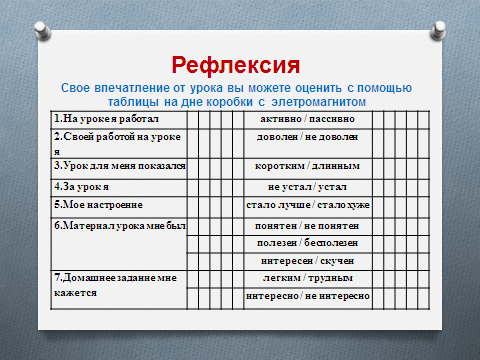 Рефлексия
Свое впечатление от урока вы можете оценить с помощью
таблицы на дне коробки с элетромагнитом
1.На уроке я работал активно / пассивно
2.Своей работой на уроке доволен / не доволен
я
3.Урок для меня показался коротким / длинным
4.За урок я не устал / устал
5.Мое настроение стало лучше / стало хуже
6.Материал урока мне был понятен / не понятен
полезен / бесполезен
интересен / скучен
7.Домашнее задание мне легким / трудным
кажется интересно / не интересно